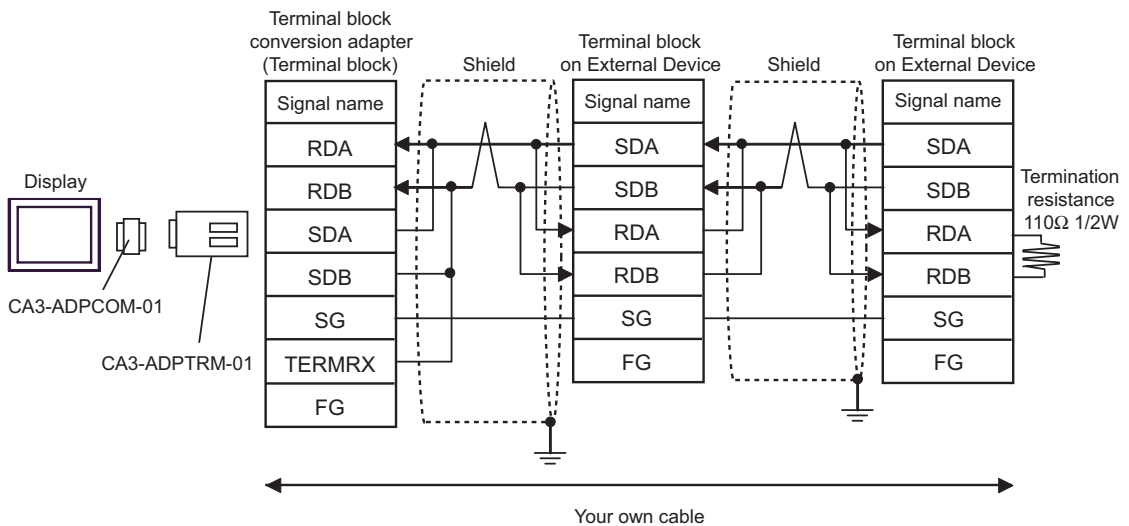 Terminal block
conversion adapter
(Terminal block)
Shield
Terminal block
on External Device
Shield
Terminal block
on External Device
Signal name
RDA
RDB
SDA
SDB
SG
TERMRX
FG
Signal name
SDA
SDB
RDA
RDB
SG
FG
Signal name
SDA
SDB
RDA
RDB
SG
FG
Display
CA3-ADPCOM-01
CA3-ADPTRM-01
Termination
resistance
110Ω 1/2W
Your own cable